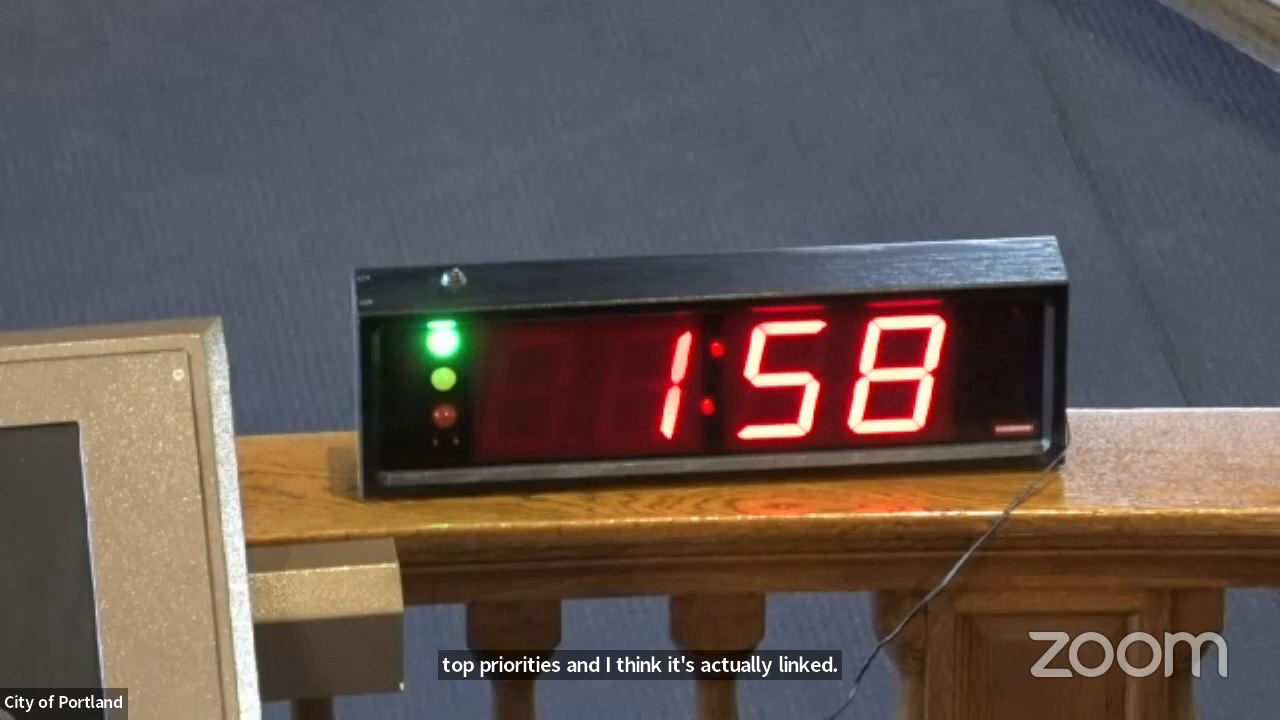 1:58
top priorities and I think it's actually linked.
zoom
City of Portland